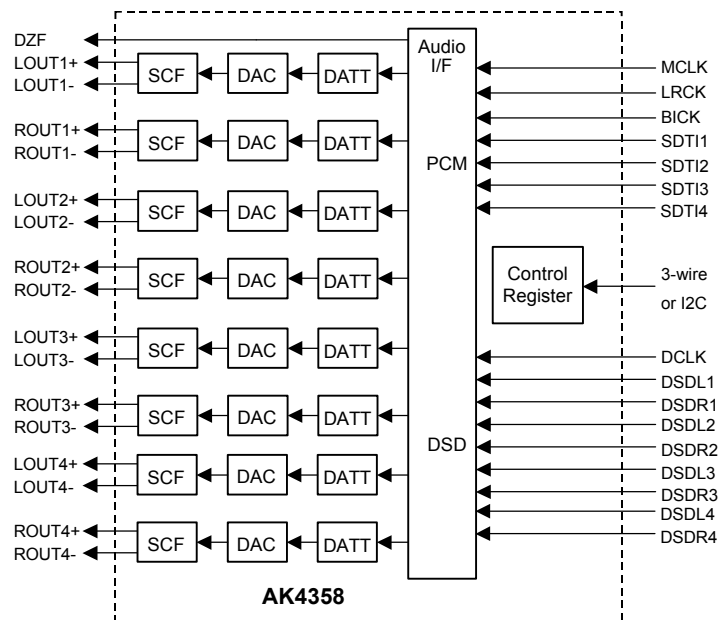 DZF
LOUT1+
LOUT1-
ROUT1+
ROUT1-
LOUT2+
LOUT2-
ROUT2+
ROUT2-
LOUT3+
LOUT3-
ROUT3+
ROUT3-
LOUT4+
LOUT4-
ROUT4+
ROUT4-
SCF DAC DATT
SCF DAC DATT
SCF DAC DATT
SCF DAC DATT
SCF DAC DATT
SCF DAC DATT
SCF DAC DATT
SCF DAC DATT
Audio
I/F
PCM
DSD
Control
Register
MCLK
LRCK
BICK
SDTI1
SDTI2
SDTI3
SDTI4
3-wire
or I2C
DCLK
DSDL1
DSDR1
DSDL2
DSDR2
DSDL3
DSDR3
DSDL4
DSDR4
AK4358